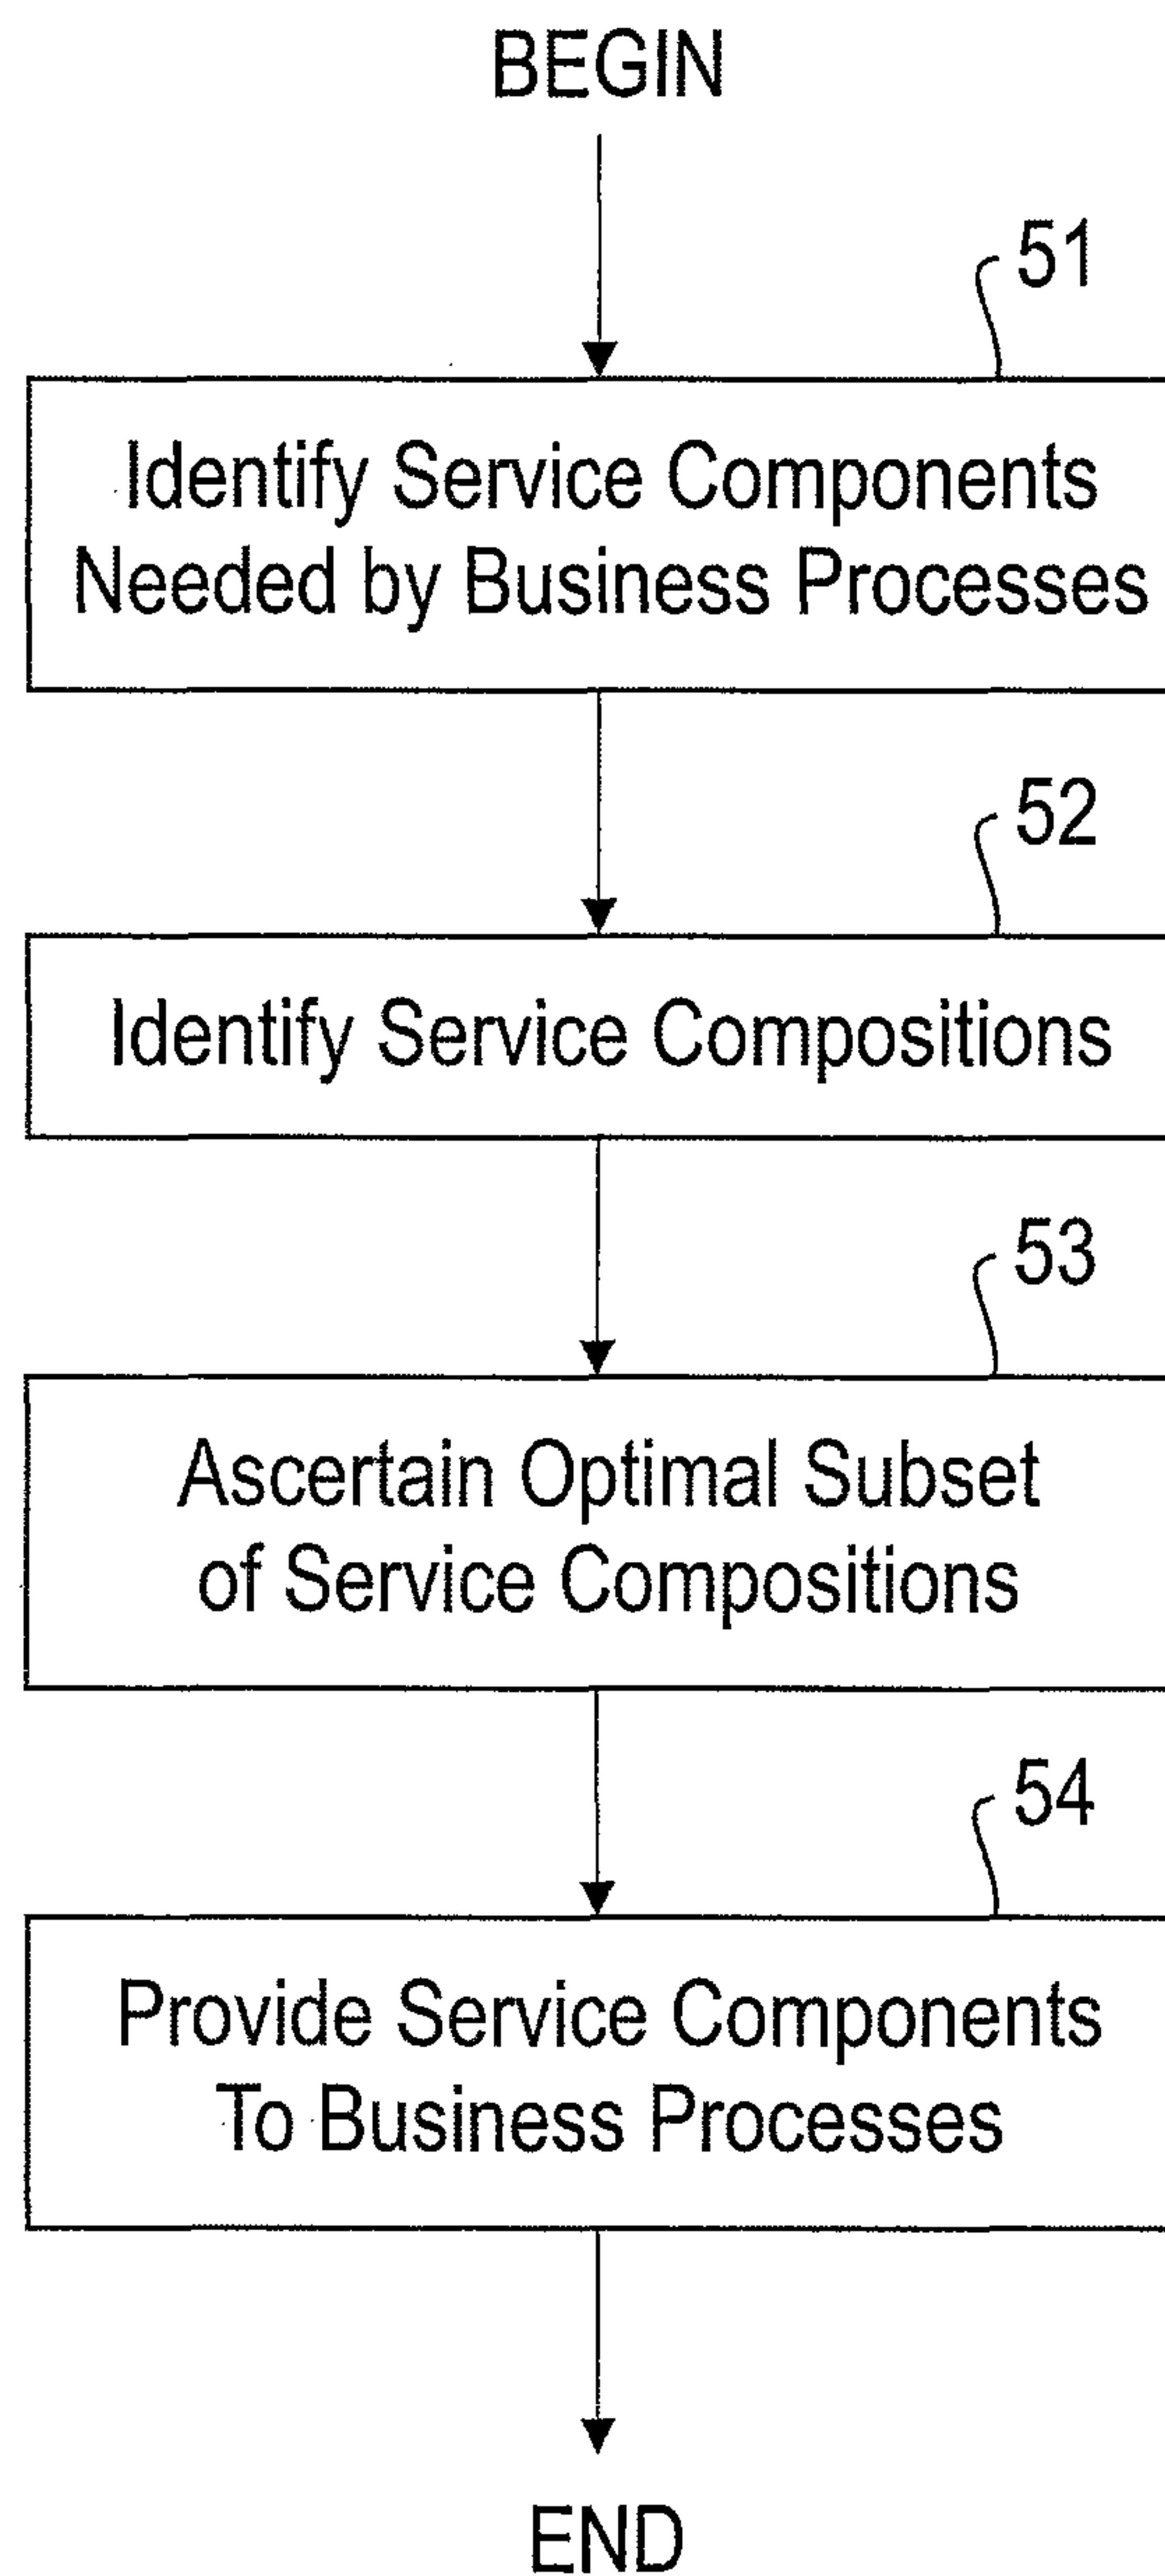 BEGIN
51
Identify Service Components
Needed by Business Processes
52
Identify Service Compositions
53
Ascertain Optimal Subset
of Service Compositions
54
Provide Service Components
To Business Processes
END